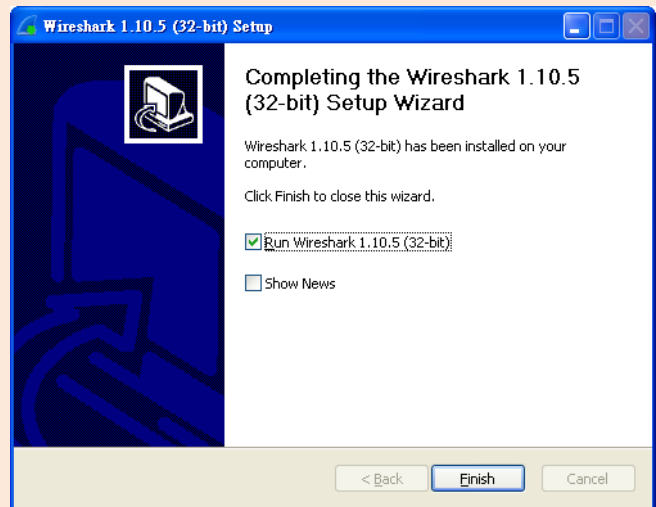 Wireshark 1.10.5 (32-bit) Setup
Completing the Wireshark 1.10.5
(32-bit) Setup Wizard
Wireshark 1.10.5 (32-bit) has been installed on your
computer.
Click Finish to close this wizard.
Run Wireshark 1.10.5 (32-bit)
Show News
< Back Finish Cancel